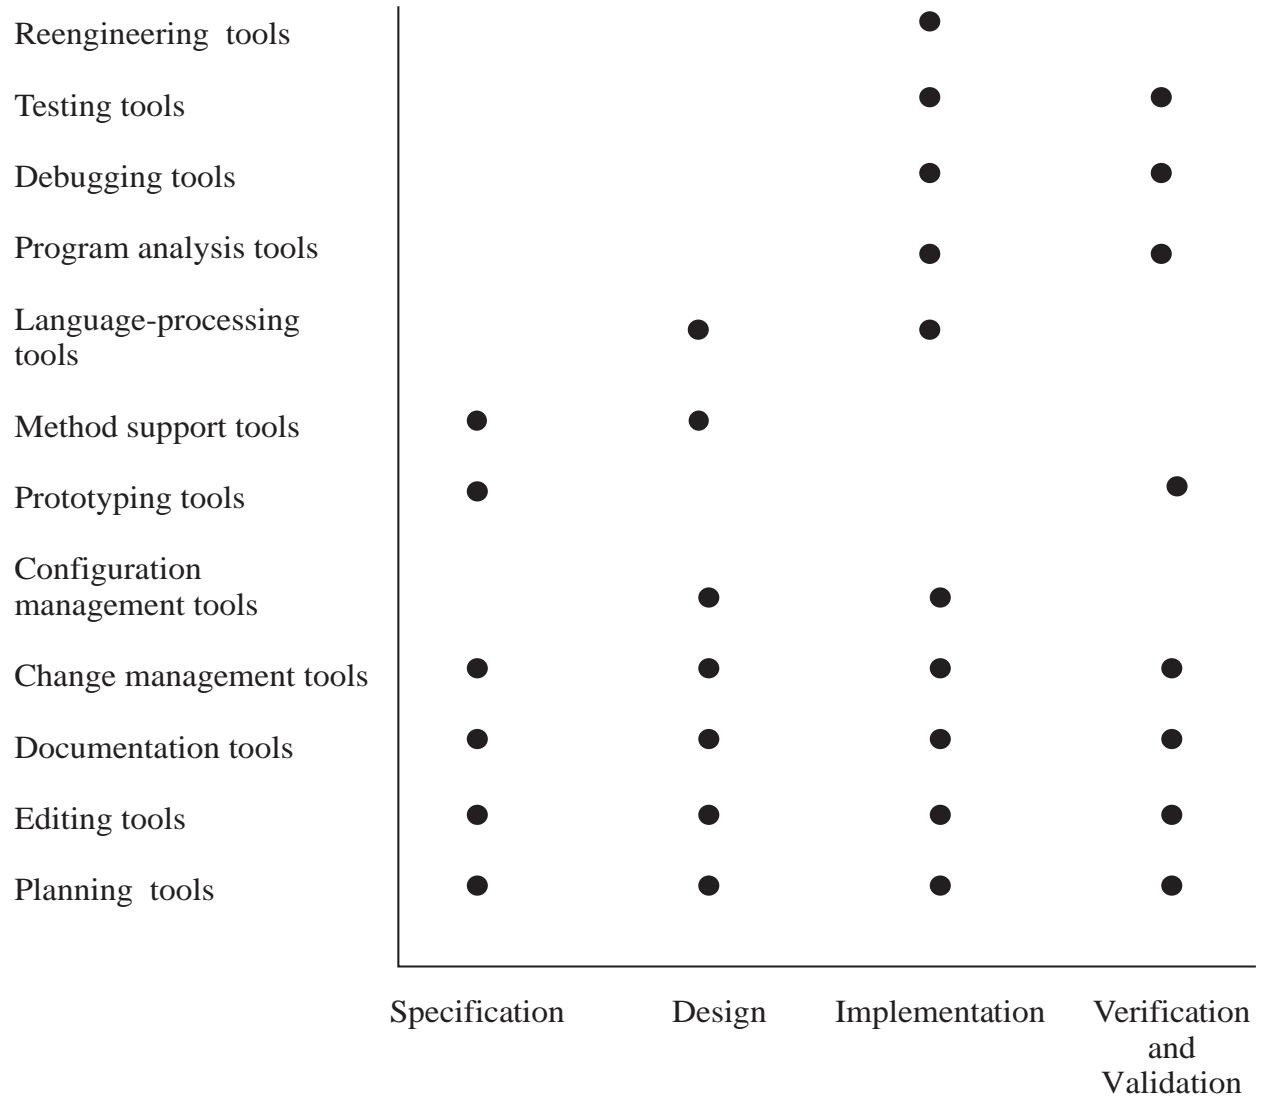 Reengineering tools
Testing tools
Debugging tools
Program analysis tools
Language-processing
tools
Method support tools
Prototyping tools
Configuration
management tools
Change management tools
Documentation tools
Editing tools
Planning tools
Specification
Design
Implementation
Verification
and
Validation